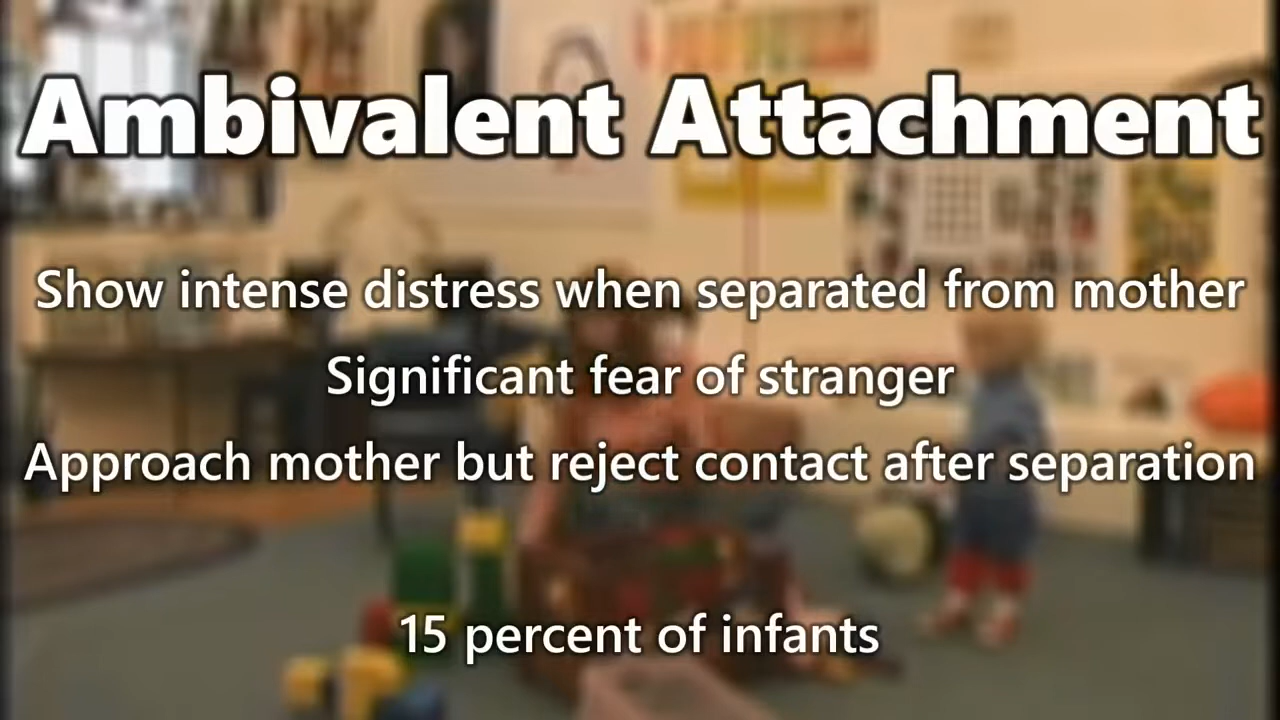 Ambivalent Attachment
Show intense distress when separated from mother
Significant fear of stranger
Approach mother but reject contact after separation
15 percent of infants